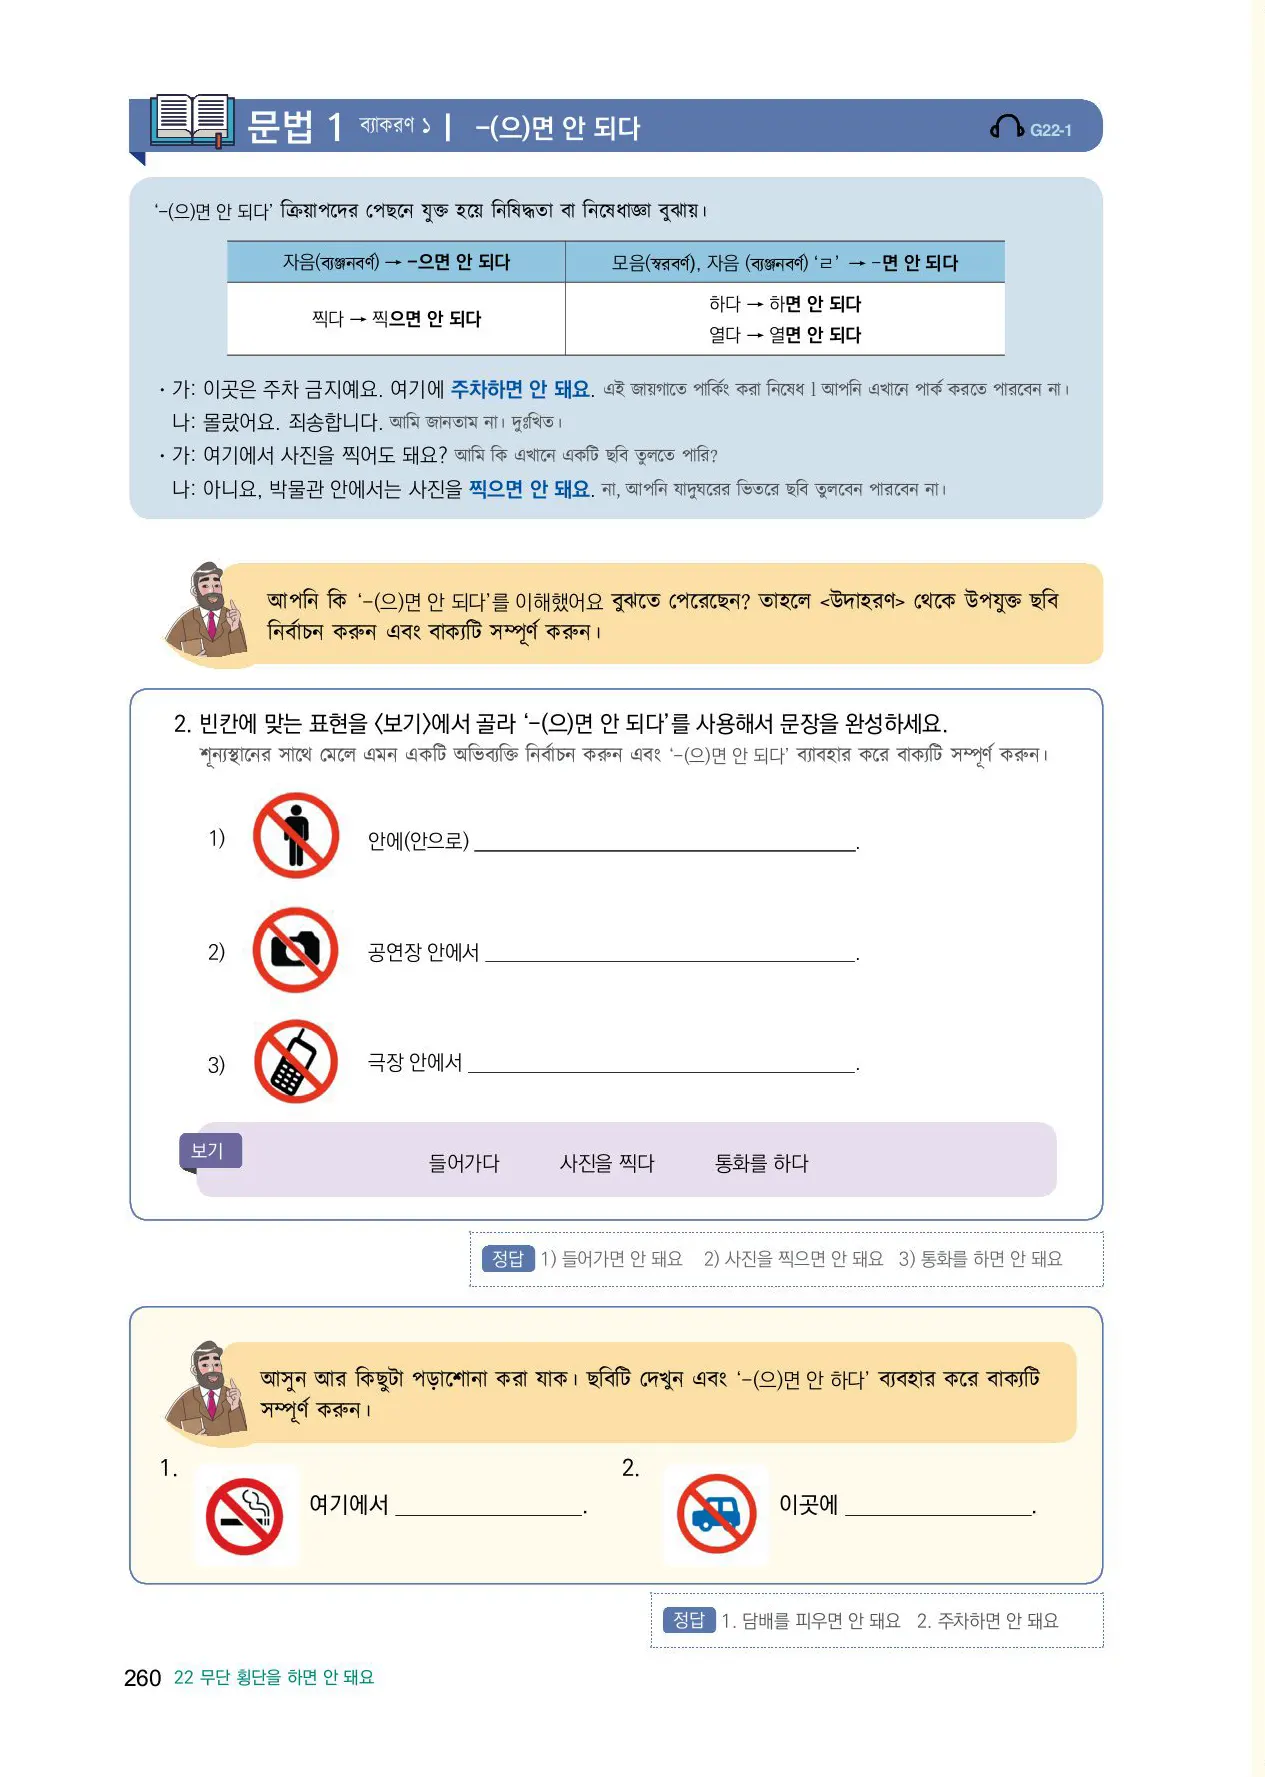 문법 1 ব্যাকরণ ১ | -(으)면 안 되다
G22-1
‘-(으)면 안 되다’ ক্রিয়াপদের পেছনে যুক্ত হয়ে নিষিদ্ধতা বা নিষেধাজ্ঞা বুঝায়।
자음(ব্যঞ্জনবর্ণ) → -으면 안 되다
모음(স্বরবর্ণ), 자음 (ব্যঞ্জনবর্ণ) ‘ㄹ’ → -면 안 되다
찍다 → 찍으면 안 되다
하다 → 하면 안 되다
열다 → 열면 안 되다
· 가: 이곳은 주차 금지예요. 여기에 주차하면 안 돼요. এই জায়গাতে পার্কিং করা নিষেধ l আপনি এখানে পার্ক করতে পারবেন না।
나: 몰랐어요. 죄송합니다. আমি জানতাম না। দুঃখিত।
· 가: 여기에서 사진을 찍어도 돼요? আমি কি এখানে একটি ছবি তুলতে পারি?
나: 아니요, 박물관 안에서는 사진을 찍으면 안 돼요. না, আপনি যাদুঘরের ভিতরে ছবি তুলবেন পারবেন না।
আপনি কি ‘-(으)면 안 되다’를 이해했어요 বুঝতে পেরেছেন? তাহলে <উদাহরণ> থেকে উপযুক্ত ছবি
নির্বাচন করুন এবং বাক্যটি সম্পূর্ণ করুন।
2. 빈칸에 맞는 표현을 <보기>에서 골라 ‘-(으)면 안 되다’를 사용해서 문장을 완성하세요.
শূন্যস্থানের সাথে মেলে এমন একটি অভিব্যক্তি নির্বাচন করুন এবং ‘-(으)면 안 되다’ ব্যাবহার করে বাক্যটি সম্পূর্ণ করুন।
1) 안에(안으로) ______________________________.
2) 공연장 안에서 ______________________________.
3) 극장 안에서 ______________________________.
보기
들어가다 사진을 찍다 통화를 하다
정답 1) 들어가면 안 돼요 2) 사진을 찍으면 안 돼요 3) 통화를 하면 안 돼요
আসুন আর কিছুটা পড়াশোনা করা যাক। ছবিটি দেখুন এবং ‘-(으)면 안 하다’ ব্যবহার করে বাক্যটি
সম্পূর্ণ করুন।
1. 여기에서 _______________.
2. 이곳에 _______________.
정답 1. 담배를 피우면 안 돼요 2. 주차하면 안 돼요
260 22 무단 횡단을 하면 안 돼요